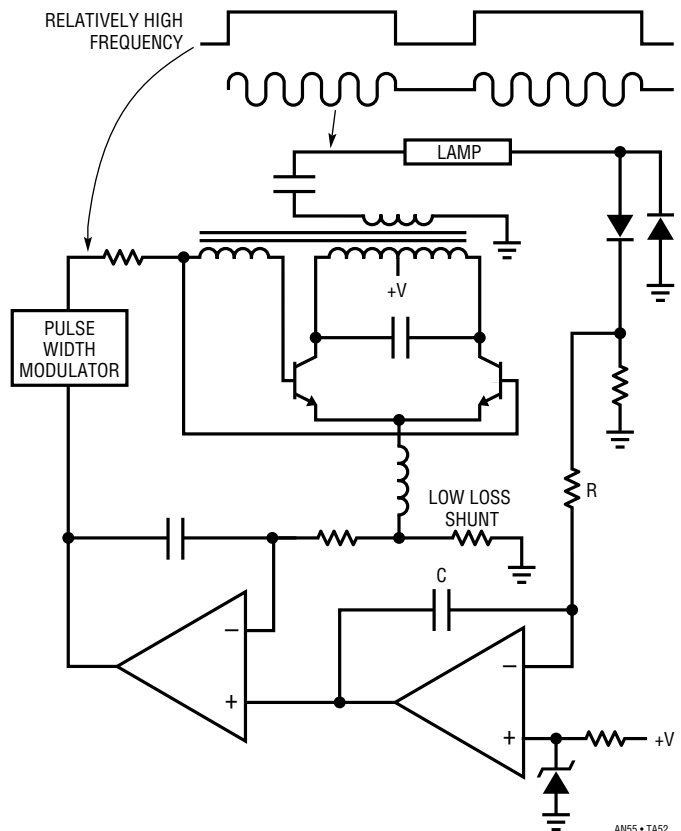 RELATIVELY HIGH
FREQUENCY
LAMP
+V
PULSE
WIDTH
MODULATOR
R
LOW LOSS
SHUNT
C
–
+
–
+
+V
AN55 • TA52